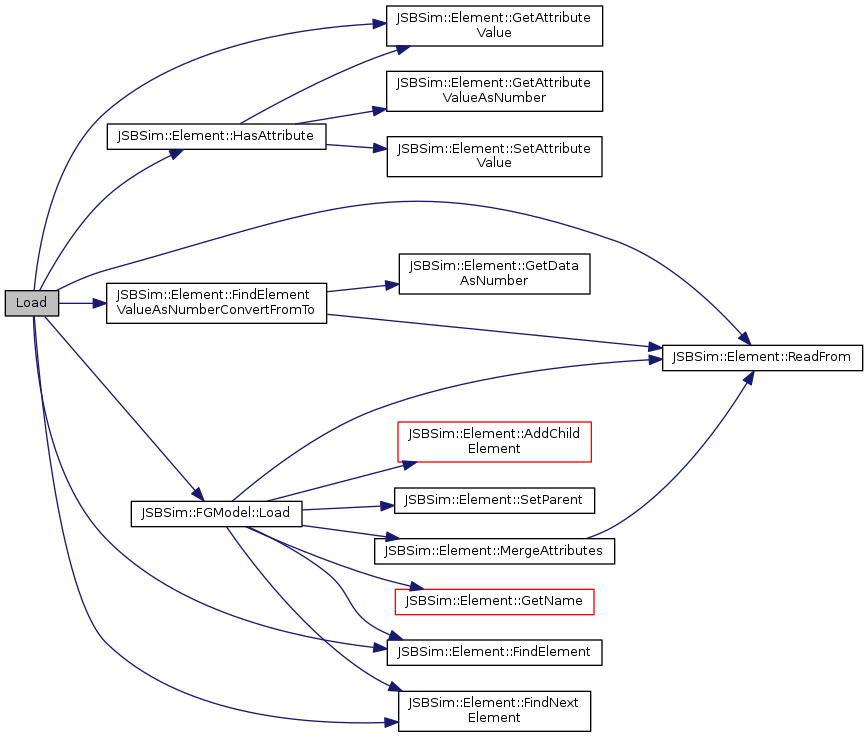 JSBSim::Element::GetAttribute
Value
JSBSim::Element::GetAttribute
ValueAsNumber
JSBSim::Element::HasAttribute
JSBSim::Element::SetAttribute
Value
JSBSim::Element::GetData
AsNumber
Load
JSBSim::Element::FindElement
ValueAsNumberConvertFromTo
JSBSim::Element::ReadFrom
JSBSim::Element::AddChild
Element
JSBSim::Element::SetParent
JSBSim::FGModel::Load
JSBSim::Element::MergeAttributes
JSBSim::Element::GetName
JSBSim::Element::FindElement
JSBSim::Element::FindNext
Element